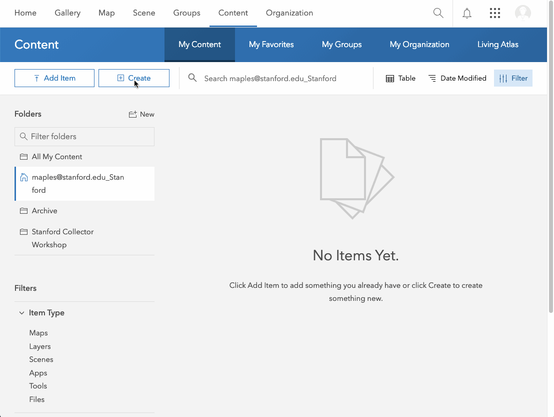 Home Gallery Map Scene Groups Content Organization
Content My Content My Favorites My Groups My Organization Living Atlas
Add Item Create Search maples@stanford.edu_Stanford Table Date Modified Filter
Folders New
Filter folders
All My Content
maples@stanford.edu_Stan
ford
Archive
Stanford Collector
Workshop
No Items Yet.
Click Add Item to add something you already have or click Create to create
something new.
Filters
Item Type
Maps
Layers
Scenes
Apps
Tools
Files